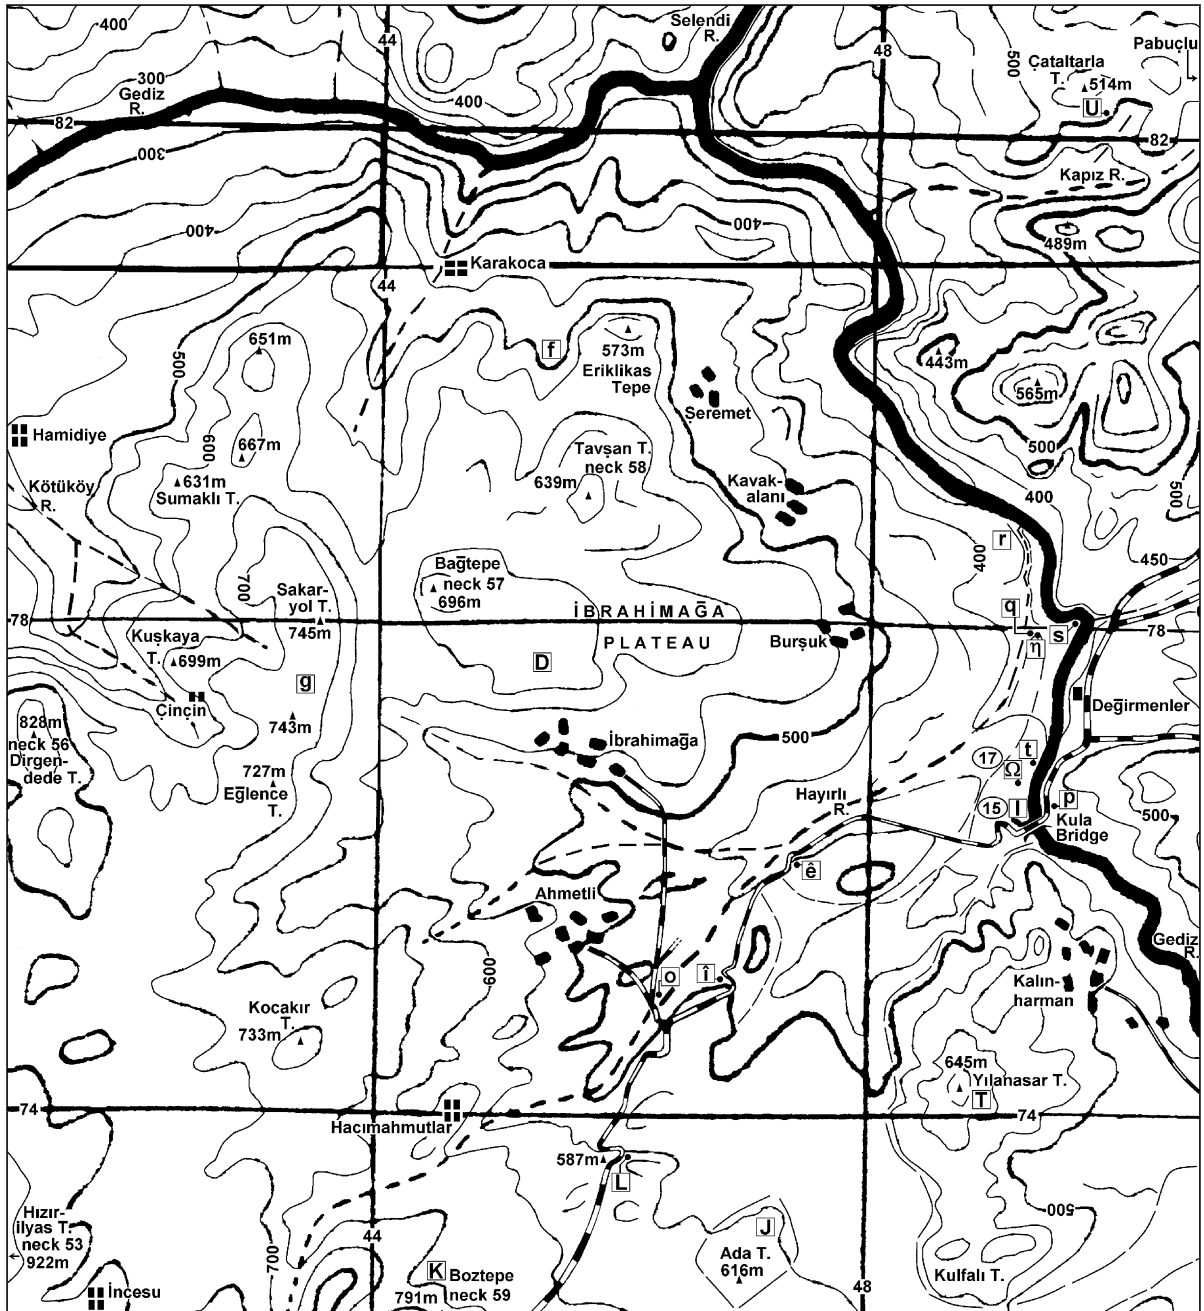 400
44
Selendi
R.
48
500
Pabuçlu
Çataltarla
T.
514m
U
300
Gediz
R.
400
82
82
300
Kapız R.
400
400
489m
Karakoca
44
651m
500
f
573m
Eriklikas
Tepe
443m
565m
Şeremet
Hamidiye
600
667m
Tavşan T.
neck 58
639m
500
631m
Sumaklı T.
Kötüköy
R.
Kavak-
alanı
400
500
r
400
450
Bağtepe
neck 57
696m
700
Sakar-
yol T.
745m
İBRAHİMAĞA
PLATEAU
78
78
q
s
η̂
Kuşkaya
T.
699m
Burşuk
D
g
Çinçin
743m
Değirmenler
828m
neck 56
Dirgen-
dede T.
İbrahimağa
500
17
t
Ω
727m
Eğlence
T.
Hayırlı
R.
15
l
p
Kula
Bridge
500
ê
Ahmetli
Gediz
R.
600
o
î
Kalın-
harman
Kocakır
T.
733m
645m
Yılanasar T.
T
74
74
Hacımahmutlar
587m
L
Hızır-
ilyas T.
neck 53
922m
500
44
J
Ada T.
616m
700
K
Boztepe
neck 59
791m
Kulfalı T.
İncesu
48